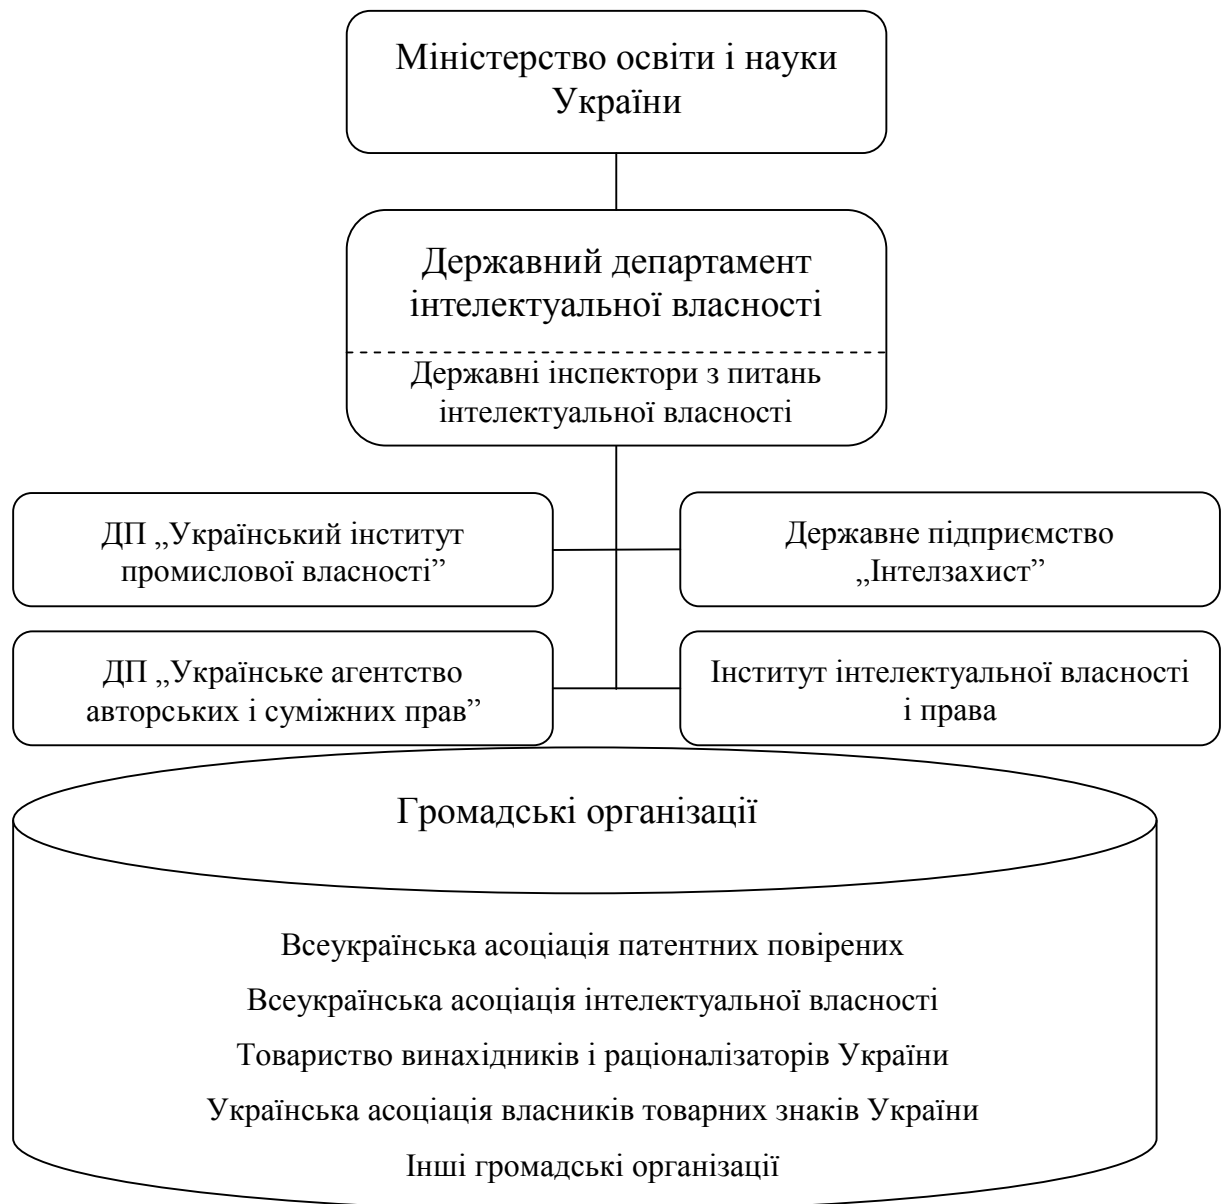 Міністерство освіти і науки
України
Державний департамент
інтелектуальної власності
Державні інспектори з питань
інтелектуальної власності
ДП „Український інститут
промислової власності”
Державне підприємство
„Інтелзахист”
ДП „Українське агентство
авторських і суміжних прав”
Інститут інтелектуальної власності
і права
Громадські організації
Всеукраїнська асоціація патентних повірених
Всеукраїнська асоціація інтелектуальної власності
Товариство винахідників і раціоналізаторів України
Українська асоціація власників товарних знаків України
Інші громадські організації